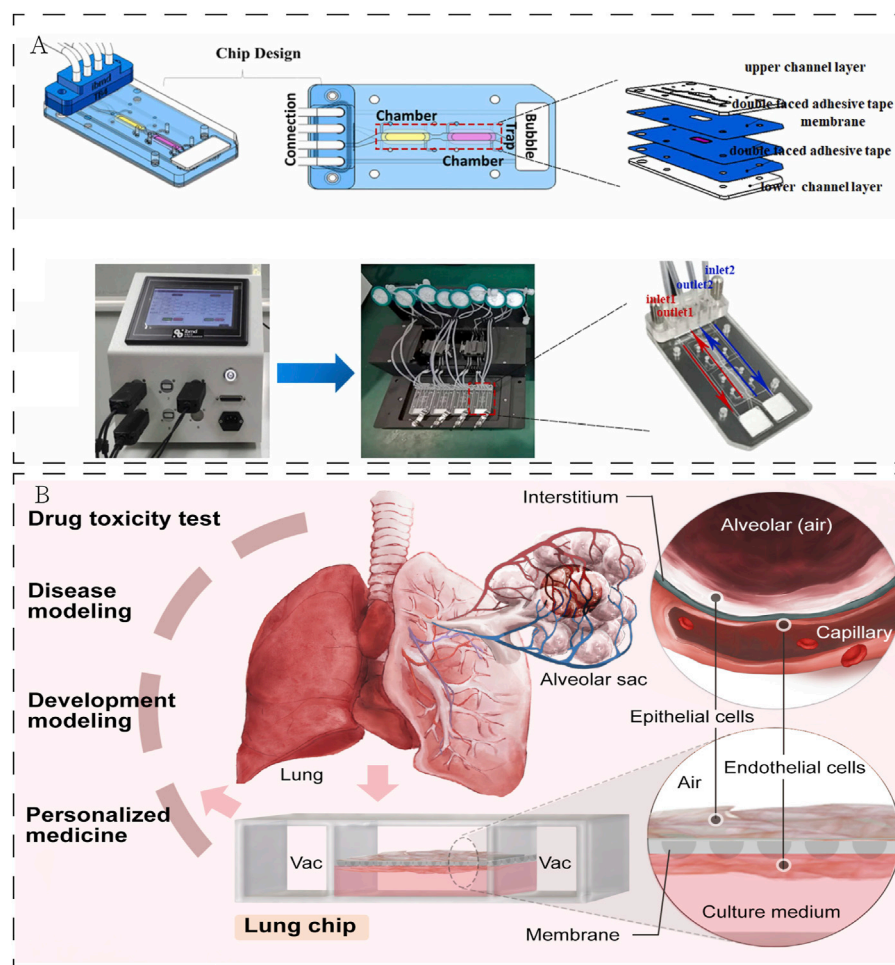 A
Chip Design
Connection
Chamber
Chamber
Bubble
Trap
upper channel layer
double faced adhesive tape
membrane
double faced adhesive tape
lower channel layer
inlet2
outlet2
inlet1
outlet1
B
Drug toxicity test
Disease
modeling
Development
modeling
Personalized
medicine
Lung
Alveolar sac
Interstitium
Alveolar (air)
Capillary
Epithelial cells
Endothelial cells
Air
Vac
Vac
Lung chip
Culture medium
Membrane